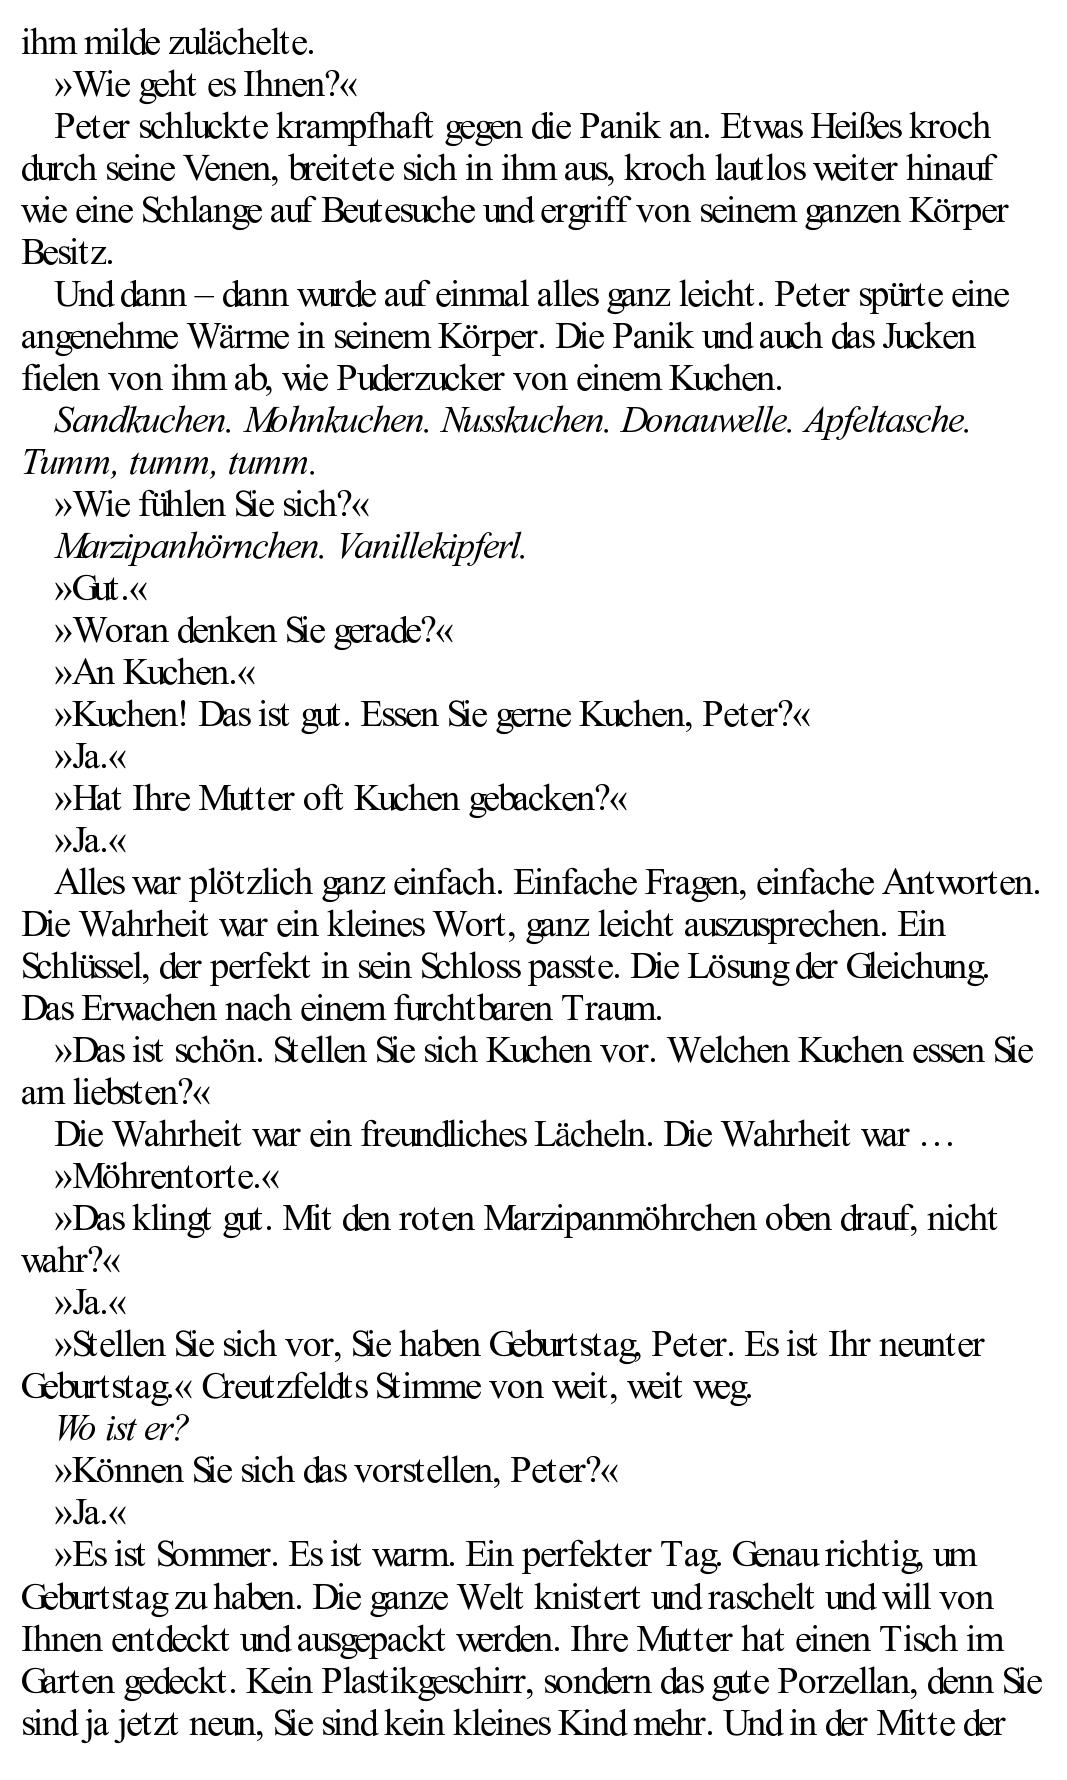 ihm milde zulächelte.
»Wie geht es Ihnen?«
Peter schluckte krampfhaft gegen die Panik an. Etwas Heißes kroch
durch seine Venen, breitete sich in ihm aus, kroch lautlos weiter hinauf
wie eine Schlange auf Beutesuche und ergriff von seinem ganzen Körper
Besitz.
Und dann – dann wurde auf einmal alles ganz leicht. Peter spürte eine
angenehme Wärme in seinem Körper. Die Panik und auch das Jucken
fielen von ihm ab, wie Puderzucker von einem Kuchen.
Sandkuchen. Mohnkuchen. Nusskuchen. Donauwelle. Apfeltasche.
Tumm, tumm, tumm.
»Wie fühlen Sie sich?«
Marzipanhörnchen. Vanillekipferl.
»Gut.«
»Woran denken Sie gerade?«
»An Kuchen.«
»Kuchen! Das ist gut. Essen Sie gerne Kuchen, Peter?«
»Ja.«
»Hat Ihre Mutter oft Kuchen gebacken?«
»Ja.«
Alles war plötzlich ganz einfach. Einfache Fragen, einfache Antworten.
Die Wahrheit war ein kleines Wort, ganz leicht auszusprechen. Ein
Schlüssel, der perfekt in sein Schloss passte. Die Lösung der Gleichung.
Das Erwachen nach einem furchtbaren Traum.
»Das ist schön. Stellen Sie sich Kuchen vor. Welchen Kuchen essen Sie
am liebsten?«
Die Wahrheit war ein freundliches Lächeln. Die Wahrheit war …
»Möhrentorte.«
»Das klingt gut. Mit den roten Marzipanmöhrchen oben drauf, nicht
wahr?«
»Ja.«
»Stellen Sie sich vor, Sie haben Geburtstag, Peter. Es ist Ihr neunter
Geburtstag.« Creutzfeldts Stimme von weit, weit weg.
Wo ist er?
»Können Sie sich das vorstellen, Peter?«
»Ja.«
»Es ist Sommer. Es ist warm. Ein perfekter Tag. Genau richtig, um
Geburtstag zu haben. Die ganze Welt knistert und raschelt und will von
Ihnen entdeckt und ausgepackt werden. Ihre Mutter hat einen Tisch im
Garten gedeckt. Kein Plastikgeschirr, sondern das gute Porzellan, denn Sie
sind ja jetzt neun, Sie sind kein kleines Kind mehr. Und in der Mitte der